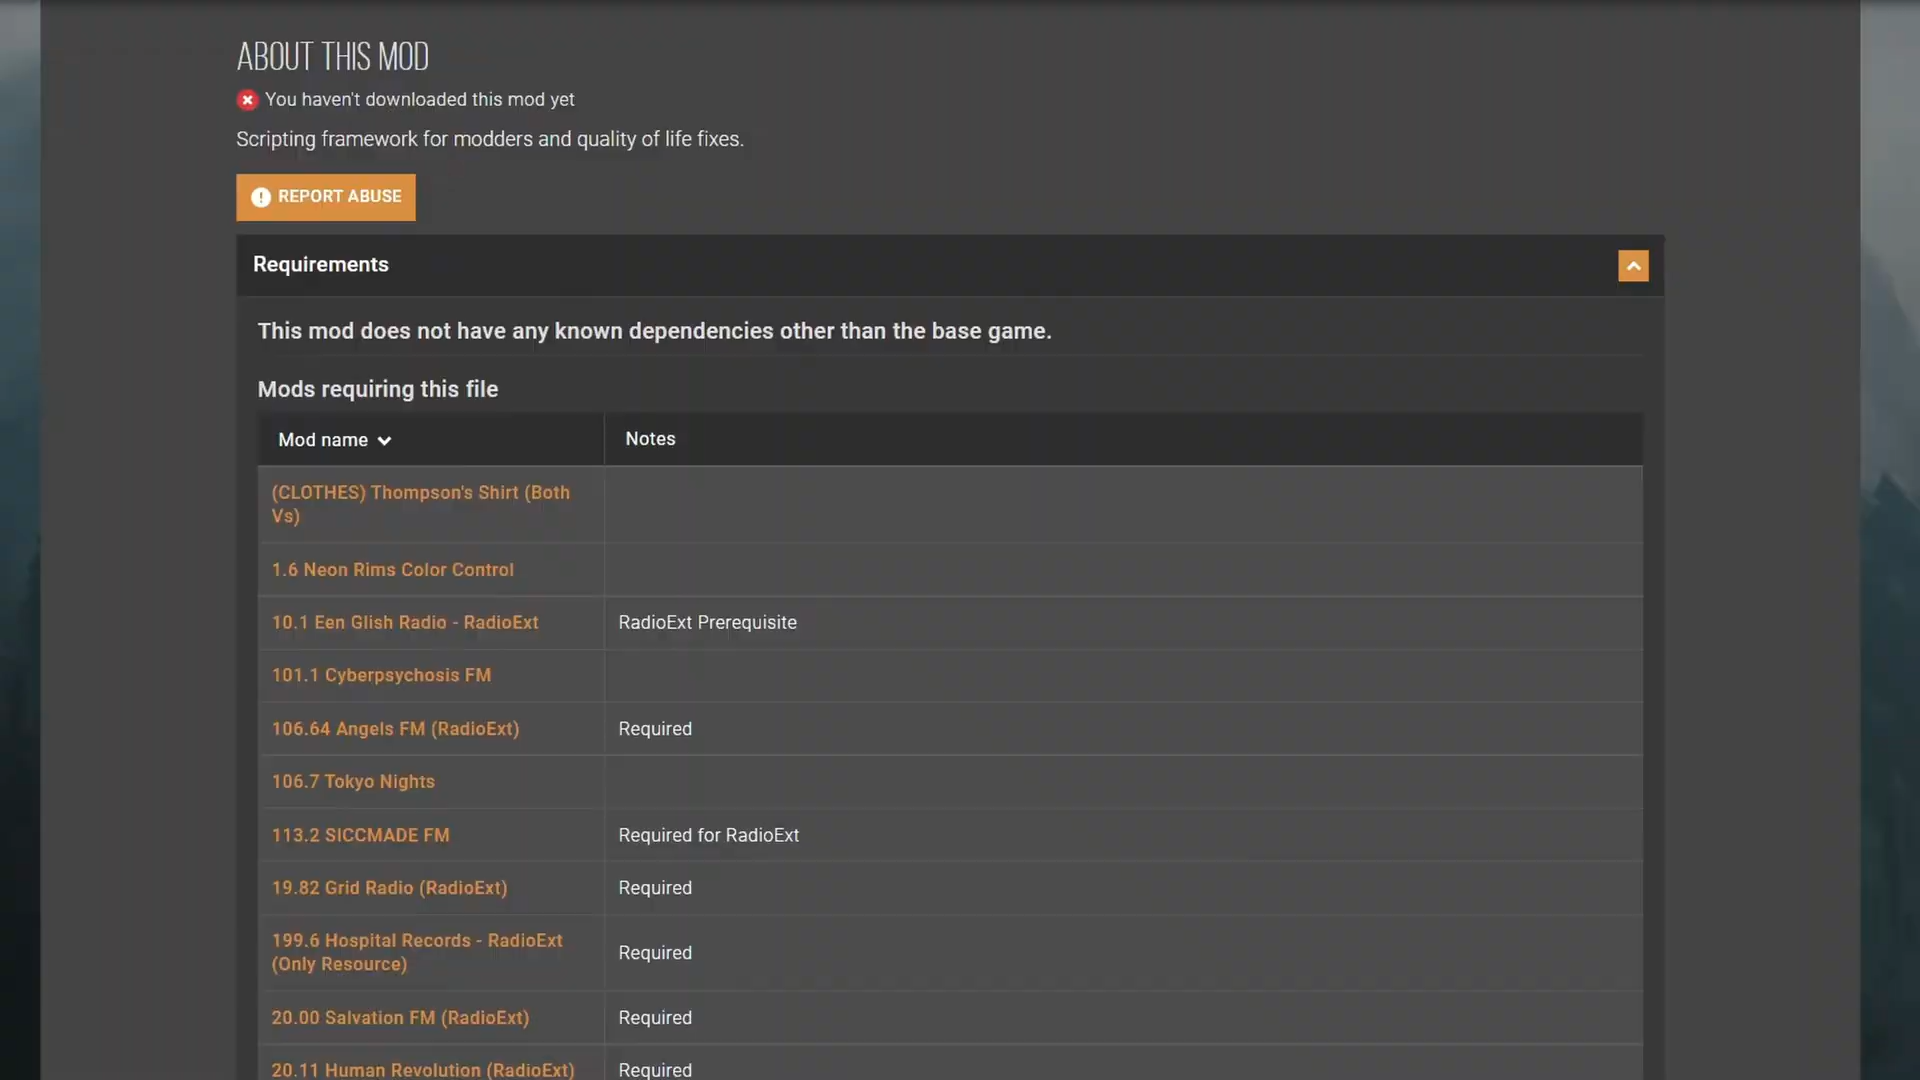 ABOUT THIS MOD
You haven't downloaded this mod yet
Scripting framework for modders and quality of life fixes.
REPORT ABUSE
Requirements
This mod does not have any known dependencies other than the base game.
Mods requiring this file
Mod name
Notes
(CLOTHES) Thompson's Shirt (Both
Vs)
1.6 Neon Rims Color Control
10.1 Een Glish Radio - RadioExt
RadioExt Prerequisite
101.1 Cyberpsychosis FM
106.64 Angels FM (RadioExt)
Required
106.7 Tokyo Nights
113.2 SICCMADE FM
Required for RadioExt
19.82 Grid Radio (RadioExt)
Required
199.6 Hospital Records - RadioExt
(Only Resource)
Required
20.00 Salvation FM (RadioExt)
Required
20.11 Human Revolution (RadioExt)
Required